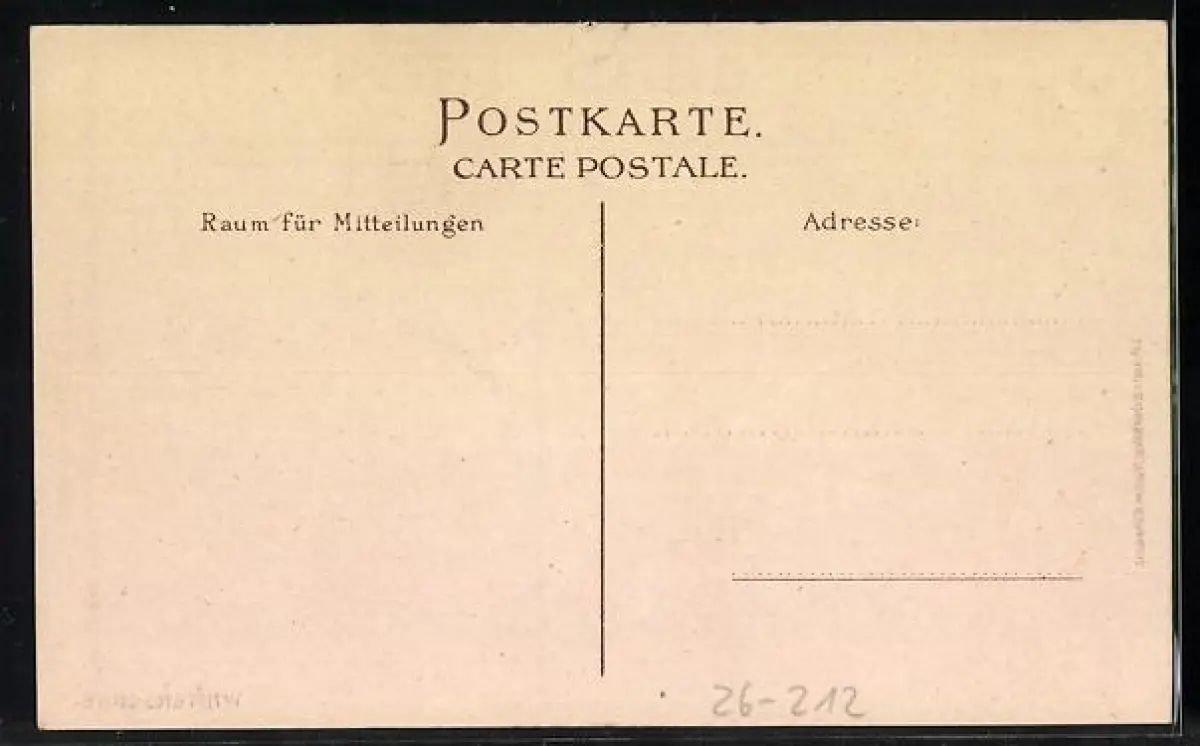 POSTKARTE.
CARTE POSTALE.
Raum für Mitteilungen
Adresse:
26-212